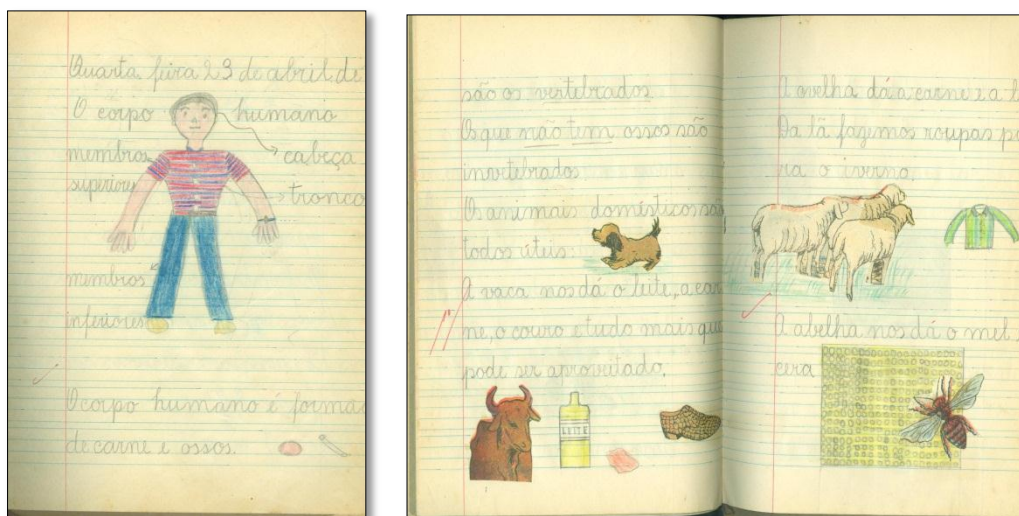 Quarta feira 23 de abril de
O corpo humano
cabeça
membros
superiores
tronco
membros
inferiores
O corpo humano é forma
de carne e ossos.
são os vertebrados
Os que não tem ossos são
invertebrados
Os animais domésticos são
todos úteis.
A vaca nos dá o leite, a car
ne, o couro e tudo mais que
pode ser aproveitado.
LEITE
A ovelha dá a carne e a l
Da lã fazemos roupas pa
ra o iverno.
A abelha nos dá o mel,
cera